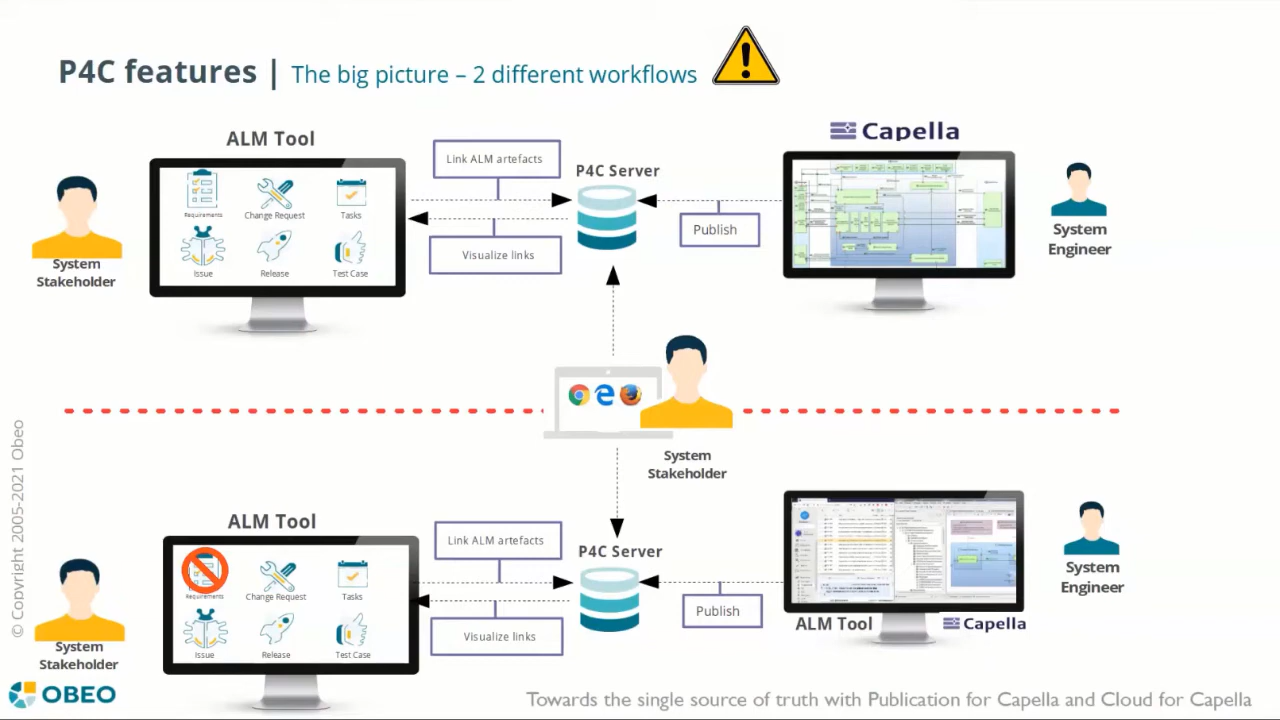 P4C features | The big picture – 2 different workflows
ALM Tool
Requirements
Change Request
Tasks
Issue
Release
Test Case
System
Stakeholder
Link ALM artefacts
Visualize links
P4C Server
Publish
Capella
System
Engineer
System
Stakeholder
ALM Tool
Requirements
Change Request
Tasks
Issue
Release
Test Case
System
Stakeholder
Link ALM artefacts
Visualize links
P4C Server
Publish
ALM Tool
Capella
System
Engineer
© Copyright 2005-2021 Obeo
OBEO
Towards the single source of truth with Publication for Capella and Cloud for Capella